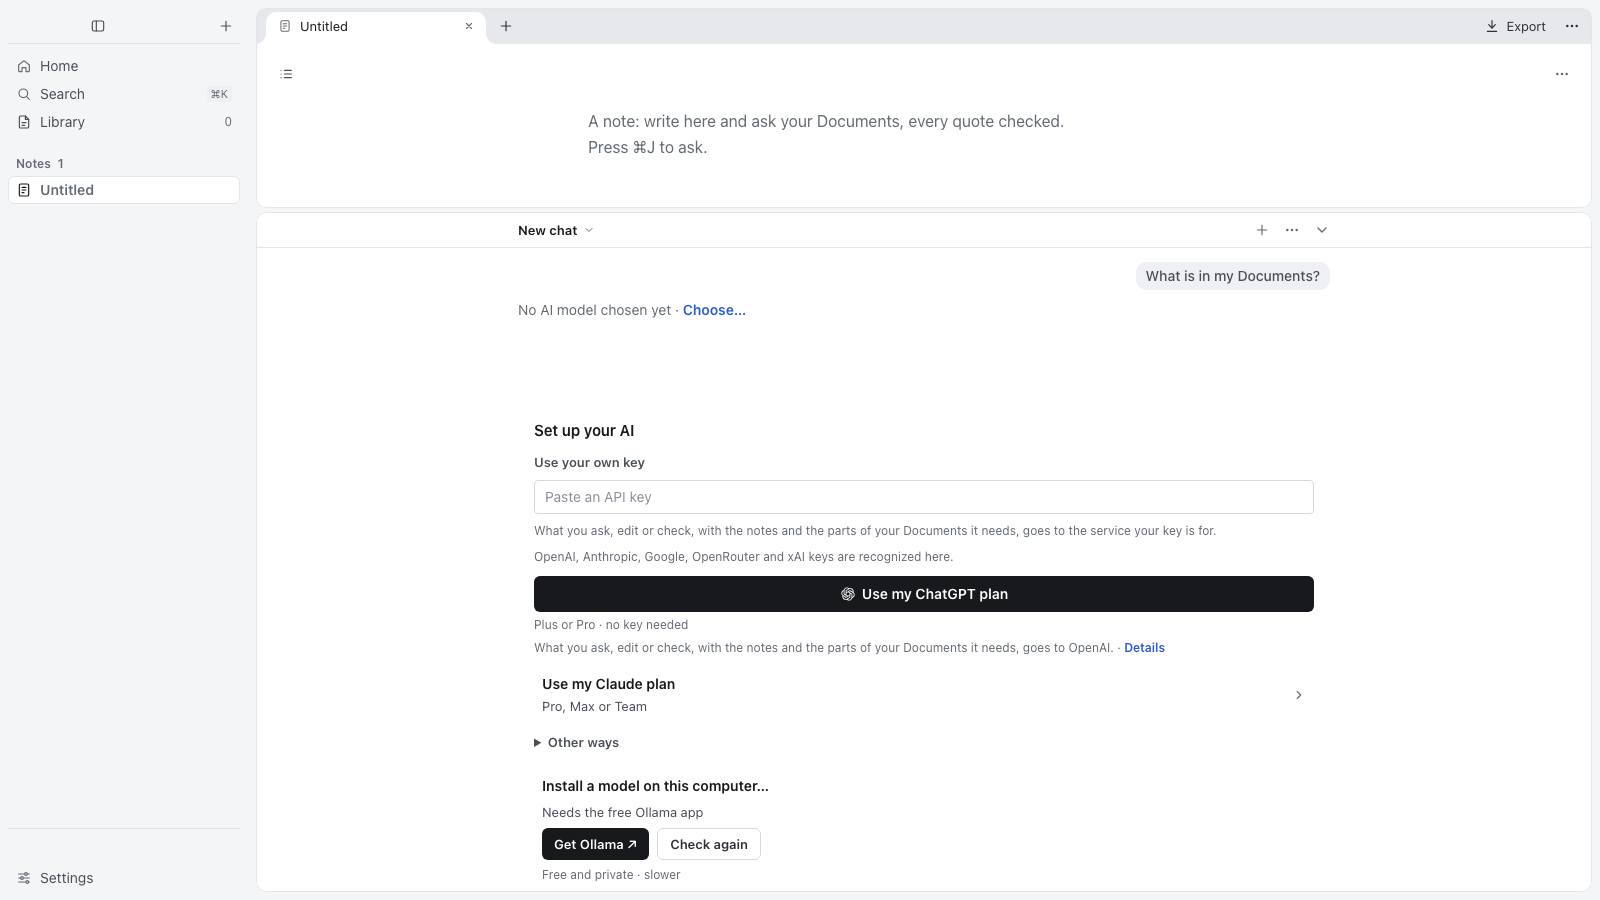 Untitled
Export
Home
Search ⌘K
Library 0
Notes 1
Untitled
A note: write here and ask your Documents, every quote checked.
Press ⌘J to ask.
New chat
What is in my Documents?
No AI model chosen yet · Choose...
Set up your AI
Use your own key
Paste an API key
What you ask, edit or check, with the notes and the parts of your Documents it needs, goes to the service your key is for.
OpenAI, Anthropic, Google, OpenRouter and xAI keys are recognized here.
Use my ChatGPT plan
Plus or Pro · no key needed
What you ask, edit or check, with the notes and the parts of your Documents it needs, goes to OpenAI. · Details
Use my Claude plan
Pro, Max or Team
Other ways
Install a model on this computer...
Needs the free Ollama app
Get Ollama ↗
Check again
Free and private · slower
Settings